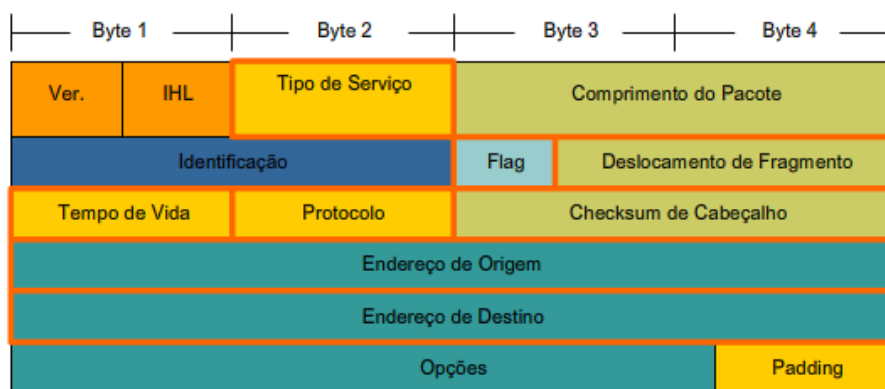 Byte 1 Byte 2 Byte 3 Byte 4
Ver. IHL Tipo de Serviço Comprimento do Pacote
Identificação Flag Deslocamento de Fragmento
Tempo de Vida Protocolo Checksum de Cabeçalho
Endereço de Origem
Endereço de Destino
Opções Padding